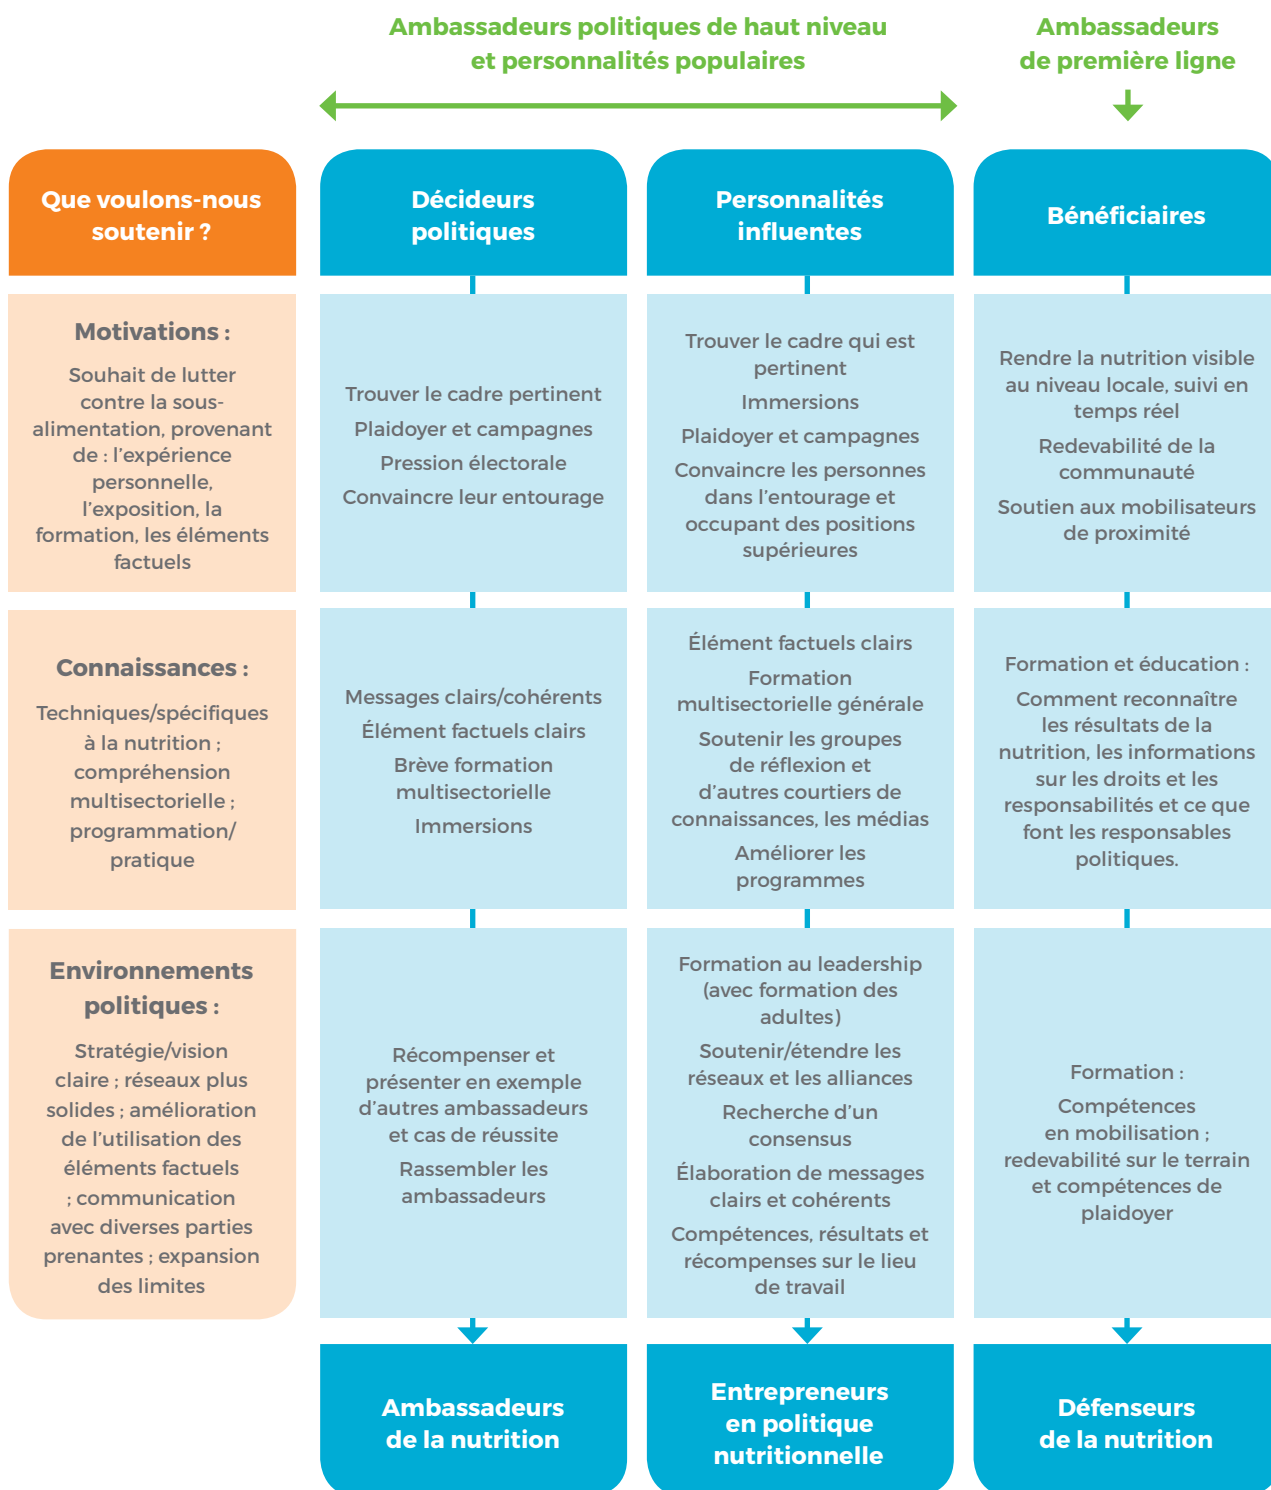 Ambassadeurs politiques de haut niveau
et personnalités populaires
Ambassadeurs
de première ligne
Que voulons-nous
soutenir ?
Décideurs
politiques
Personnalités
influentes
Bénéficiaires
Motivations :
Souhait de lutter
contre la sous-
alimentation, provenant
de : l’expérience
personnelle,
l’exposition, la
formation, les éléments
factuels
Trouver le cadre pertinent
Plaidoyer et campagnes
Pression électorale
Convaincre leur entourage
Trouver le cadre qui est
pertinent
Immersions
Plaidoyer et campagnes
Convaincre les personnes
dans l’entourage et
occupant des positions
supérieures
Rendre la nutrition visible
au niveau locale, suivi en
temps réel
Redevabilité de la
communauté
Soutien aux mobilisateurs
de proximité
Connaissances :
Techniques/spécifiques
à la nutrition ;
compréhension
multisectorielle ;
programmation/
pratique
Messages clairs/cohérents
Élément factuels clairs
Brève formation
multisectorielle
Immersions
Élément factuels clairs
Formation
multisectorielle générale
Soutenir les groupes
de réflexion et
d’autres courtiers de
connaissances, les médias
Améliorer les
programmes
Formation et éducation :
Comment reconnaître
les résultats de la
nutrition, les informations
sur les droits et les
responsabilités et ce que
font les responsables
politiques.
Environnements
politiques :
Stratégie/vision
claire ; réseaux plus
solides ; amélioration
de l’utilisation des
éléments factuels
; communication
avec diverses parties
prenantes ; expansion
des limites
Récompenser et
présenter en exemple
d’autres ambassadeurs
et cas de réussite
Rassembler les
ambassadeurs
Formation au leadership
(avec formation des
adultes)
Soutenir/étendre les
réseaux et les alliances
Recherche d’un
consensus
Élaboration de messages
clairs et cohérents
Compétences, résultats et
récompenses sur le lieu
de travail
Formation :
Compétences
en mobilisation ;
redevabilité sur le terrain
et compétences de
plaidoyer
Ambassadeurs
de la nutrition
Entrepreneurs
en politique
nutritionnelle
Défenseurs
de la nutrition